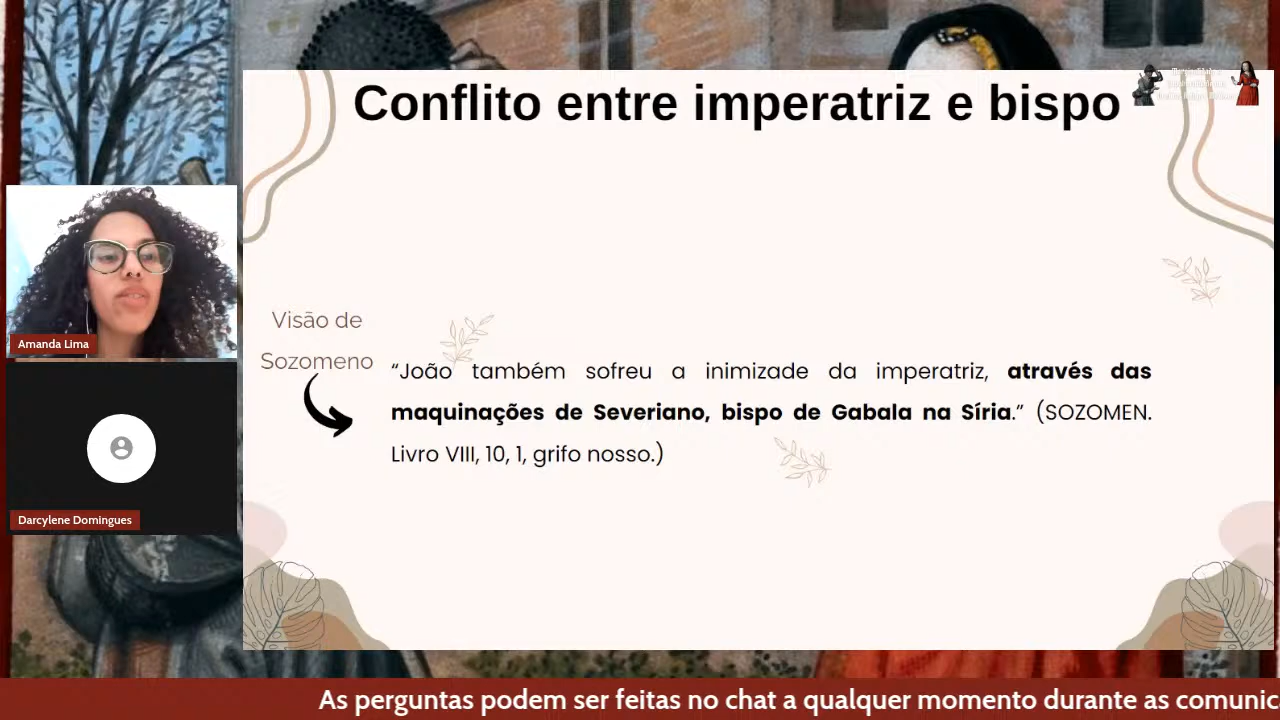 Conflito entre imperatriz e bispo
Visão de
Sozomeno
“João também sofreu a inimizade da imperatriz, através das
maquinações de Severiano, bispo de Gabala na Síria.” (SOZOMEN.
Livro VIII, 10, 1, grifo nosso.)
Amanda Lima
Darcylene Domingues
As perguntas podem ser feitas no chat a qualquer momento durante as comunic